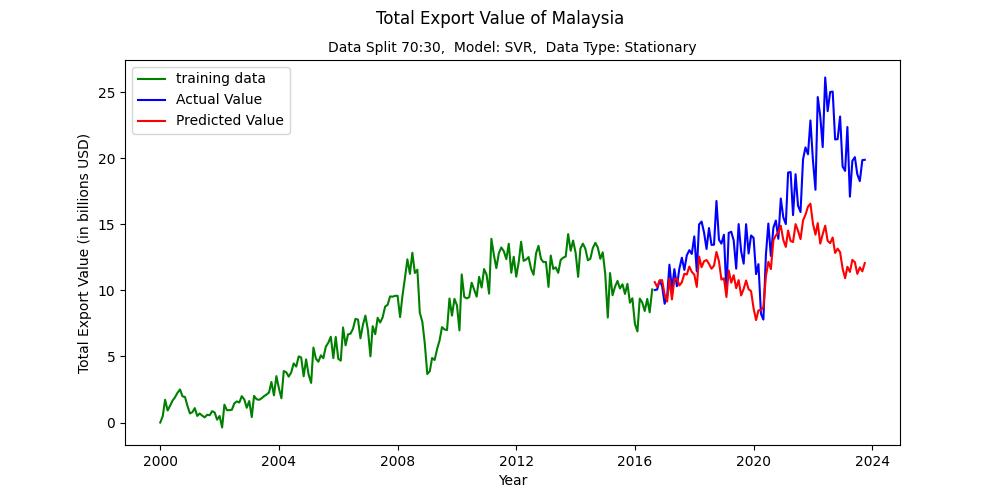 Total Export Value of Malaysia
Data Split 70:30,  Model: SVR,  Data Type: Stationary
training data
Actual Value
Predicted Value
Total Export Value (in billions USD)
25
20
15
10
5
0
2000 2004 2008 2012 2016 2020 2024
Year